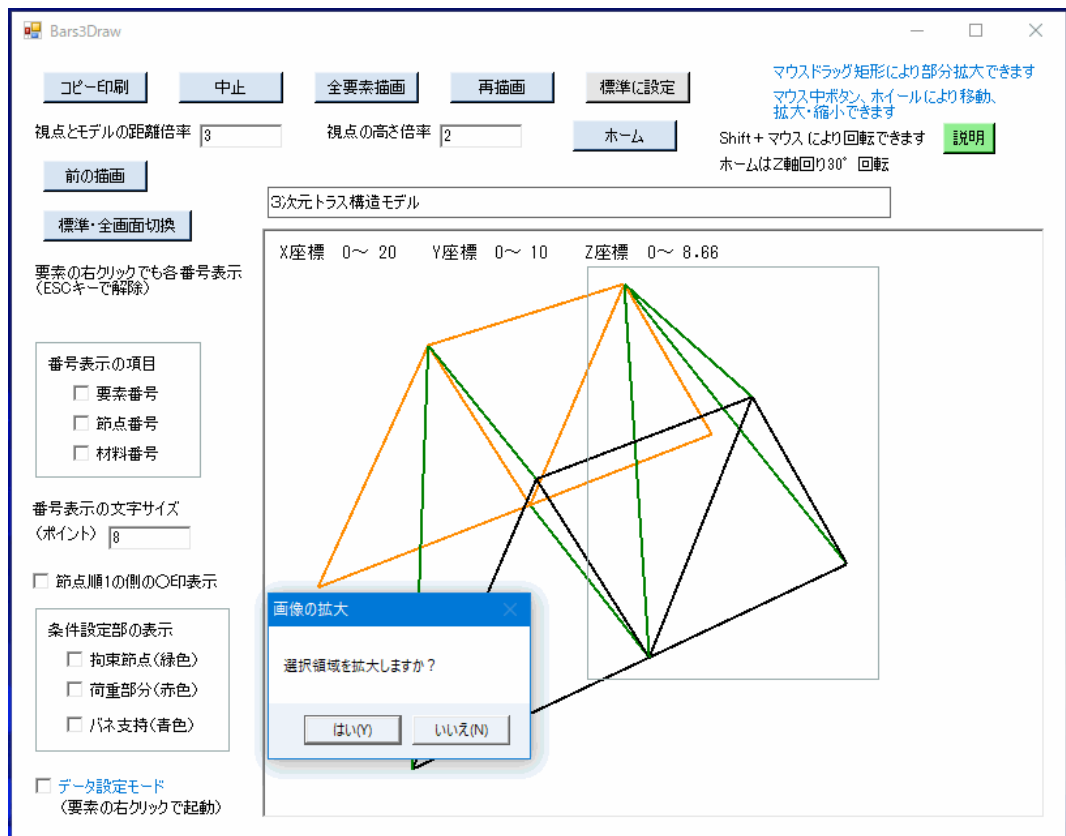 Bars3Draw
コピー印刷 中止 全要素描画 再描画 標準に設定
マウスドラッグ矩形により部分拡大できます
マウス中ボタン、ホイールにより移動、
拡大・縮小できます
視点とモデルの距離倍率 3 視点の高さ倍率 2 ホーム
Shift+マウス により回転できます 説明
ホームはZ軸回り30° 回転
前の描画
3次元トラス構造モデル
標準・全画面切換
X座標 0～ 20 Y座標 0～ 10 Z座標 0～ 8.66
要素の右クリックでも各番号表示
(ESCキーで解除)
番号表示の項目
要素番号
節点番号
材料番号
番号表示の文字サイズ
(ポイント) 8
節点順1の側の○印表示
条件設定部の表示
拘束節点(緑色)
荷重部分(赤色)
バネ支持(青色)
データ設定モード
(要素の右クリックで起動)
画像の拡大
選択領域を拡大しますか？
はい(Y) いいえ(N)